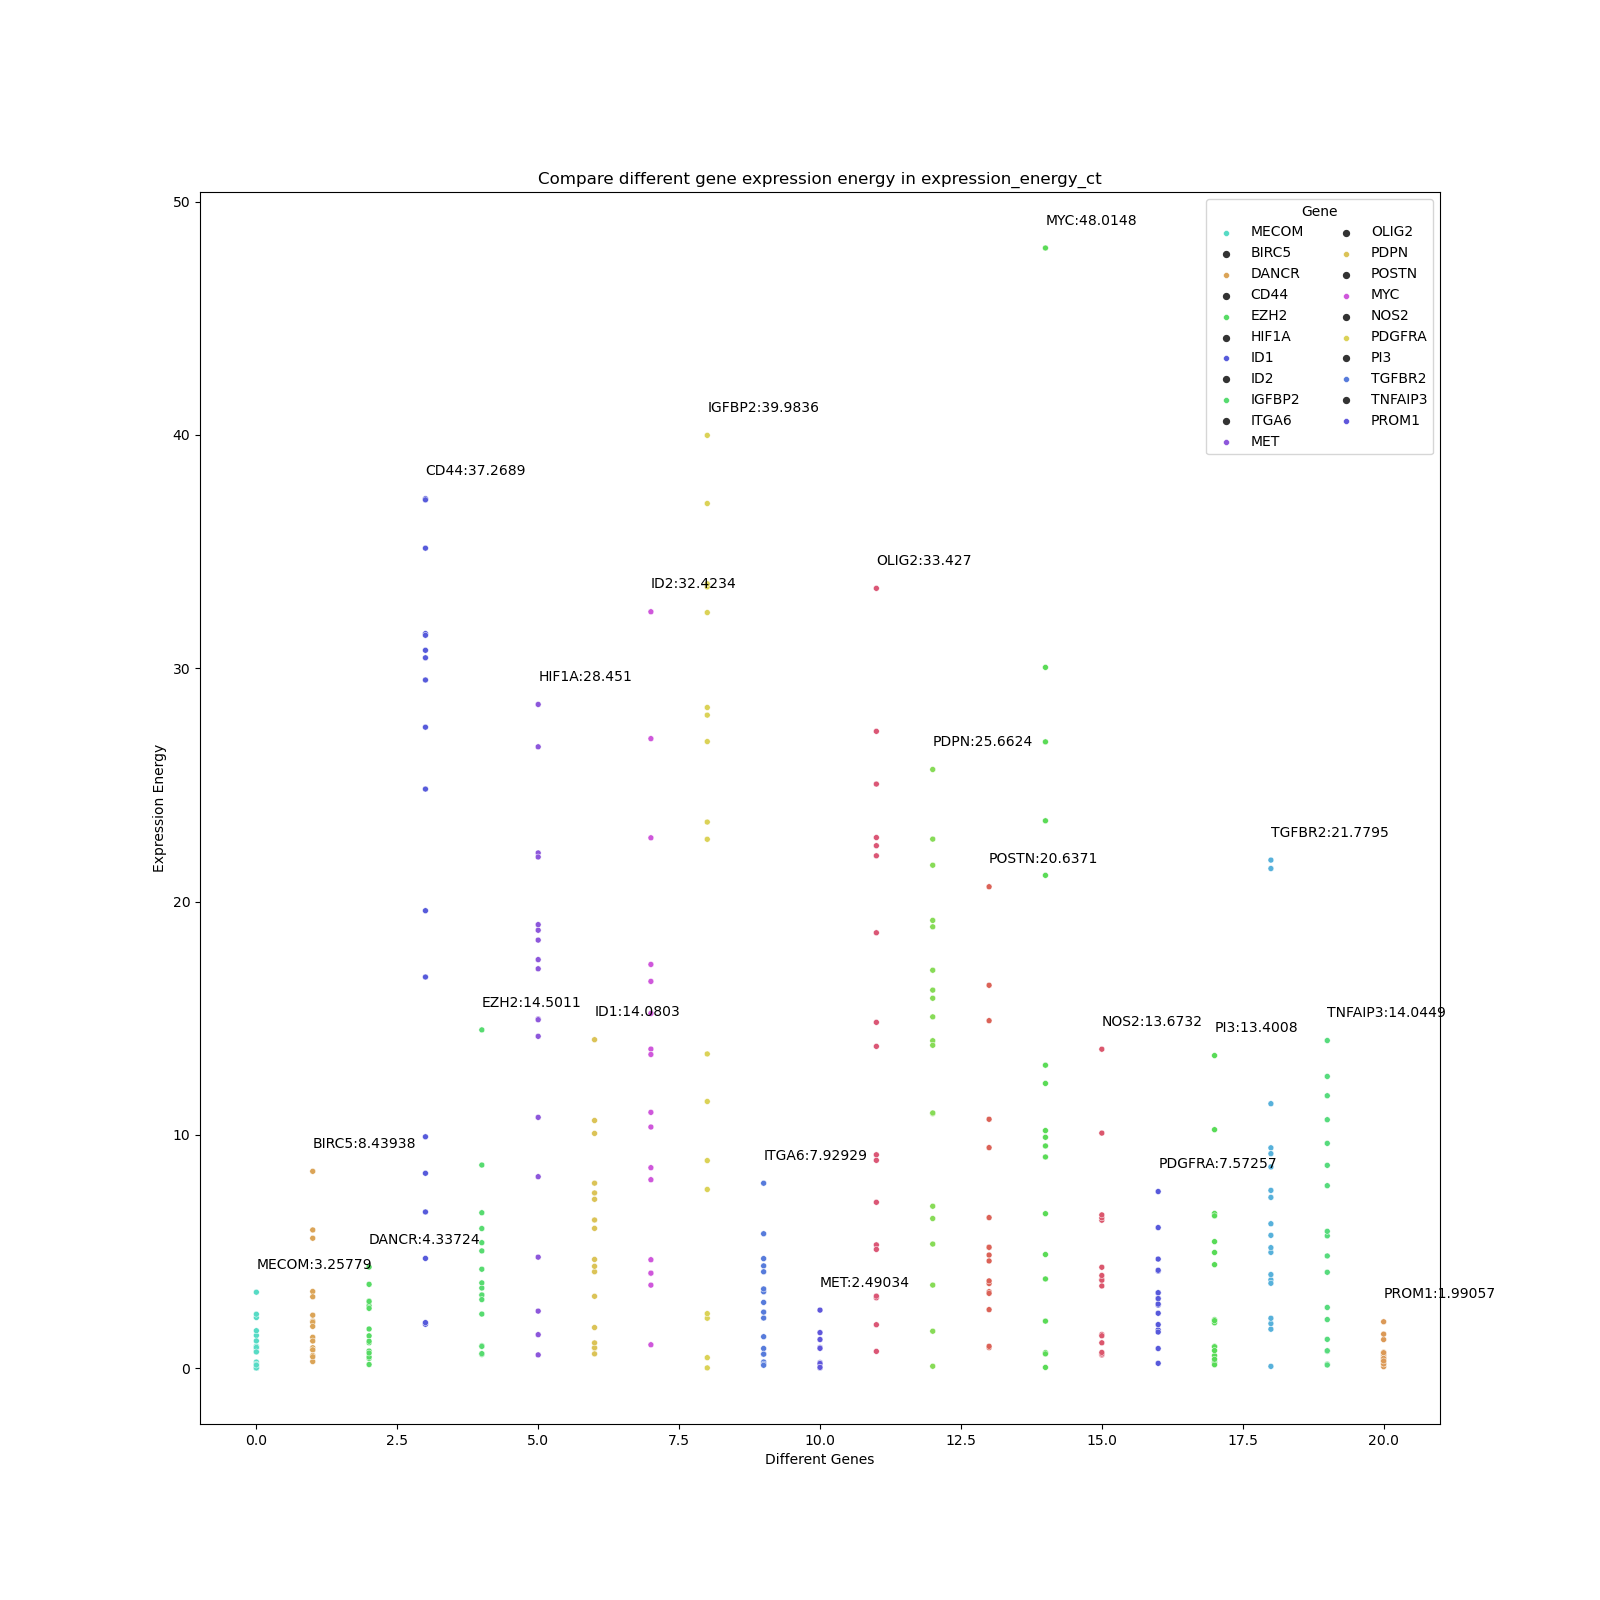 Compare different gene expression energy in expression_energy_ct
Gene
MECOM
BIRC5
DANCR
CD44
EZH2
HIF1A
ID1
ID2
IGFBP2
ITGA6
MET
OLIG2
PDPN
POSTN
MYC
NOS2
PDGFRA
PI3
TGFBR2
TNFAIP3
PROM1
MYC:48.0148
IGFBP2:39.9836
CD44:37.2689
OLIG2:33.427
ID2:32.4234
HIF1A:28.451
PDPN:25.6624
TGFBR2:21.7795
POSTN:20.6371
EZH2:14.5011
ID1:14.0803
TNFAIP3:14.0449
NOS2:13.6732
PI3:13.4008
BIRC5:8.43938
ITGA6:7.92929
PDGFRA:7.57257
DANCR:4.33724
MECOM:3.25779
MET:2.49034
PROM1:1.99057
50
40
30
20
10
0
Expression Energy
0.0
2.5
5.0
7.5
10.0
12.5
15.0
17.5
20.0
Different Genes